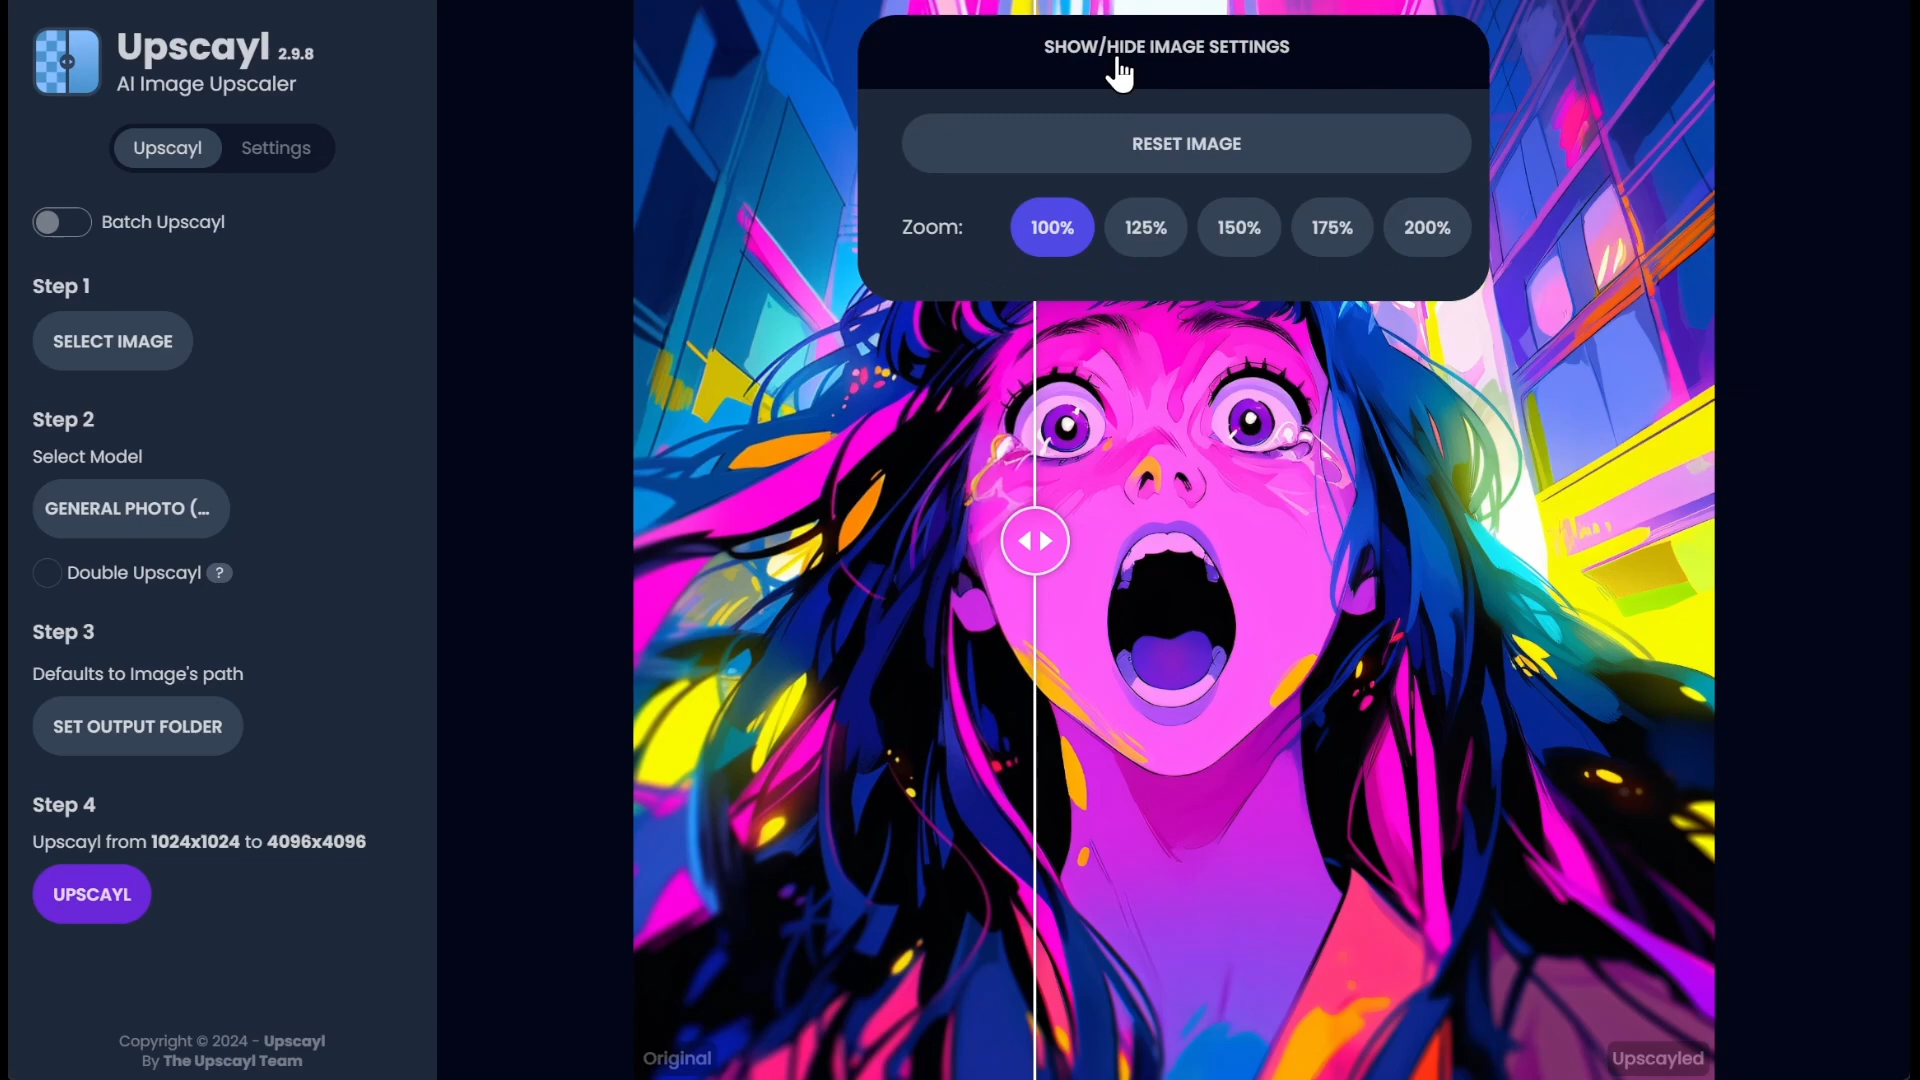 Upscayl 2.9.8
AI Image Upscaler
Upscayl Settings
Batch Upscayl
Step 1
SELECT IMAGE
Step 2
Select Model
GENERAL PHOTO (...
Double Upscayl ?
Step 3
Defaults to Image's path
SET OUTPUT FOLDER
Step 4
Upscayl from 1024x1024 to 4096x4096
UPSCAYL
Copyright © 2024 - Upscayl
By The Upscayl Team
SHOW/HIDE IMAGE SETTINGS
RESET IMAGE
Zoom: 100% 125% 150% 175% 200%
Original
Upscayled